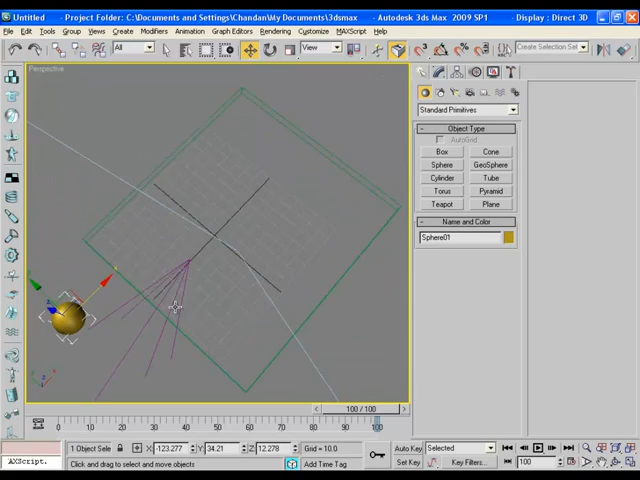 Untitled - Project Folder: C:\Documents and Settings\Chandan\My Documents\3dsmax - Autodesk 3ds Max 2009 SP1 - Display : Direct 3D
File Edit Tools Group Views Create Modifiers Animation Graph Editors Rendering Customize MAXScript Help
All View Create Selection Set
Perspective
Standard Primitives
Object Type
AutoGrid
Box Cone
Sphere GeoSphere
Cylinder Tube
Torus Pyramid
Teapot Plane
Name and Color
Sphere01
z
100 / 100
0 10 20 30 40 50 60 70 80 90 100
1 Object Sele X: -123.277 Y: 34.21 Z: 12.278 Grid = 10.0 Auto Key Selected
AXScript. Click and drag to select and move objects Add Time Tag Set Key Key Filters... 100